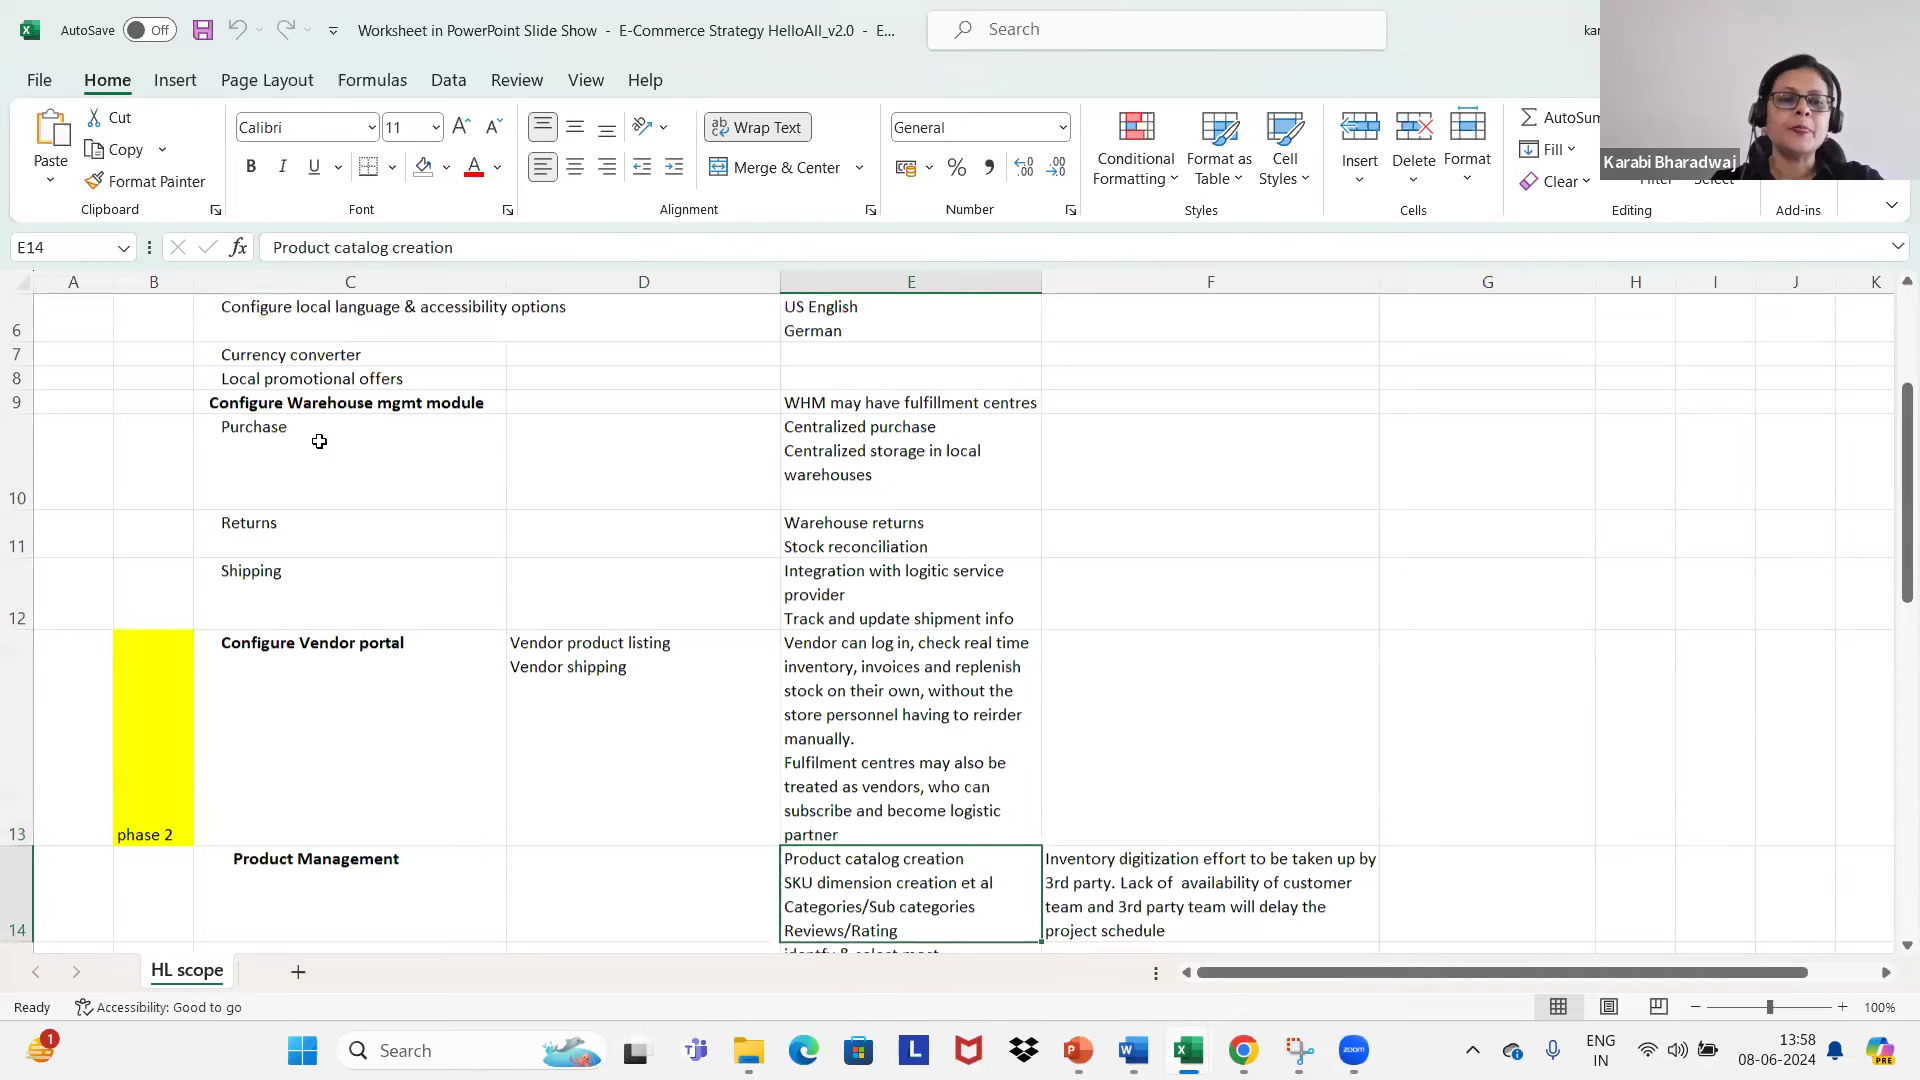 AutoSave
Off
Worksheet in PowerPoint Slide Show - E-Commerce Strategy HelloAll_v2.0 - E...
Search
File
Home
Insert
Page Layout
Formulas
Data
Review
View
Help
Paste
Cut
Copy
Format Painter
Clipboard
Calibri
11
B
I
U
Font
Wrap Text
Merge & Center
Alignment
General
Number
Conditional Formatting
Format as Table
Cell Styles
Styles
Insert
Delete
Format
Cells
AutoSum
Fill
Clear
Editing
Add-ins
Karabi Bharadwaj
E14
fx
Product catalog creation
A B C D E F G H I J K
Configure local language & accessibility options
US English
6
German
7
Currency converter
8
Local promotional offers
9
Configure Warehouse mgmt module
WHM may have fulfillment centres
Purchase
Centralized purchase
Centralized storage in local
warehouses
10
Returns
Warehouse returns
11
Stock reconciliation
Shipping
Integration with logitic service
provider
12
Track and update shipment info
Configure Vendor portal
Vendor product listing
Vendor shipping
Vendor can log in, check real time
inventory, invoices and replenish
stock on their own, without the
store personnel having to reirder
manually.
Fulfilment centres may also be
treated as vendors, who can
subscribe and become logistic
partner
13
phase 2
Product Management
Product catalog creation
SKU dimension creation et al
Categories/Sub categories
Reviews/Rating
Inventory digitization effort to be taken up by
3rd party. Lack of availability of customer
team and 3rd party team will delay the
project schedule
14
HL scope
Ready
Accessibility: Good to go
100%
1
Search
zoom
ENG
IN
13:58
08-06-2024
PRE